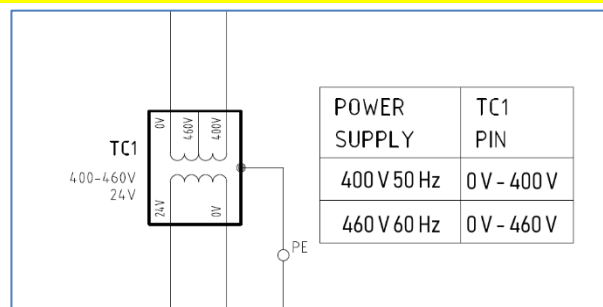 0V
460V
400V
TC1
400-460V
24V
24V
0V
PE
POWER SUPPLY
TC1 PIN
400 V 50 Hz
0 V - 400 V
460 V 60 Hz
0 V - 460 V